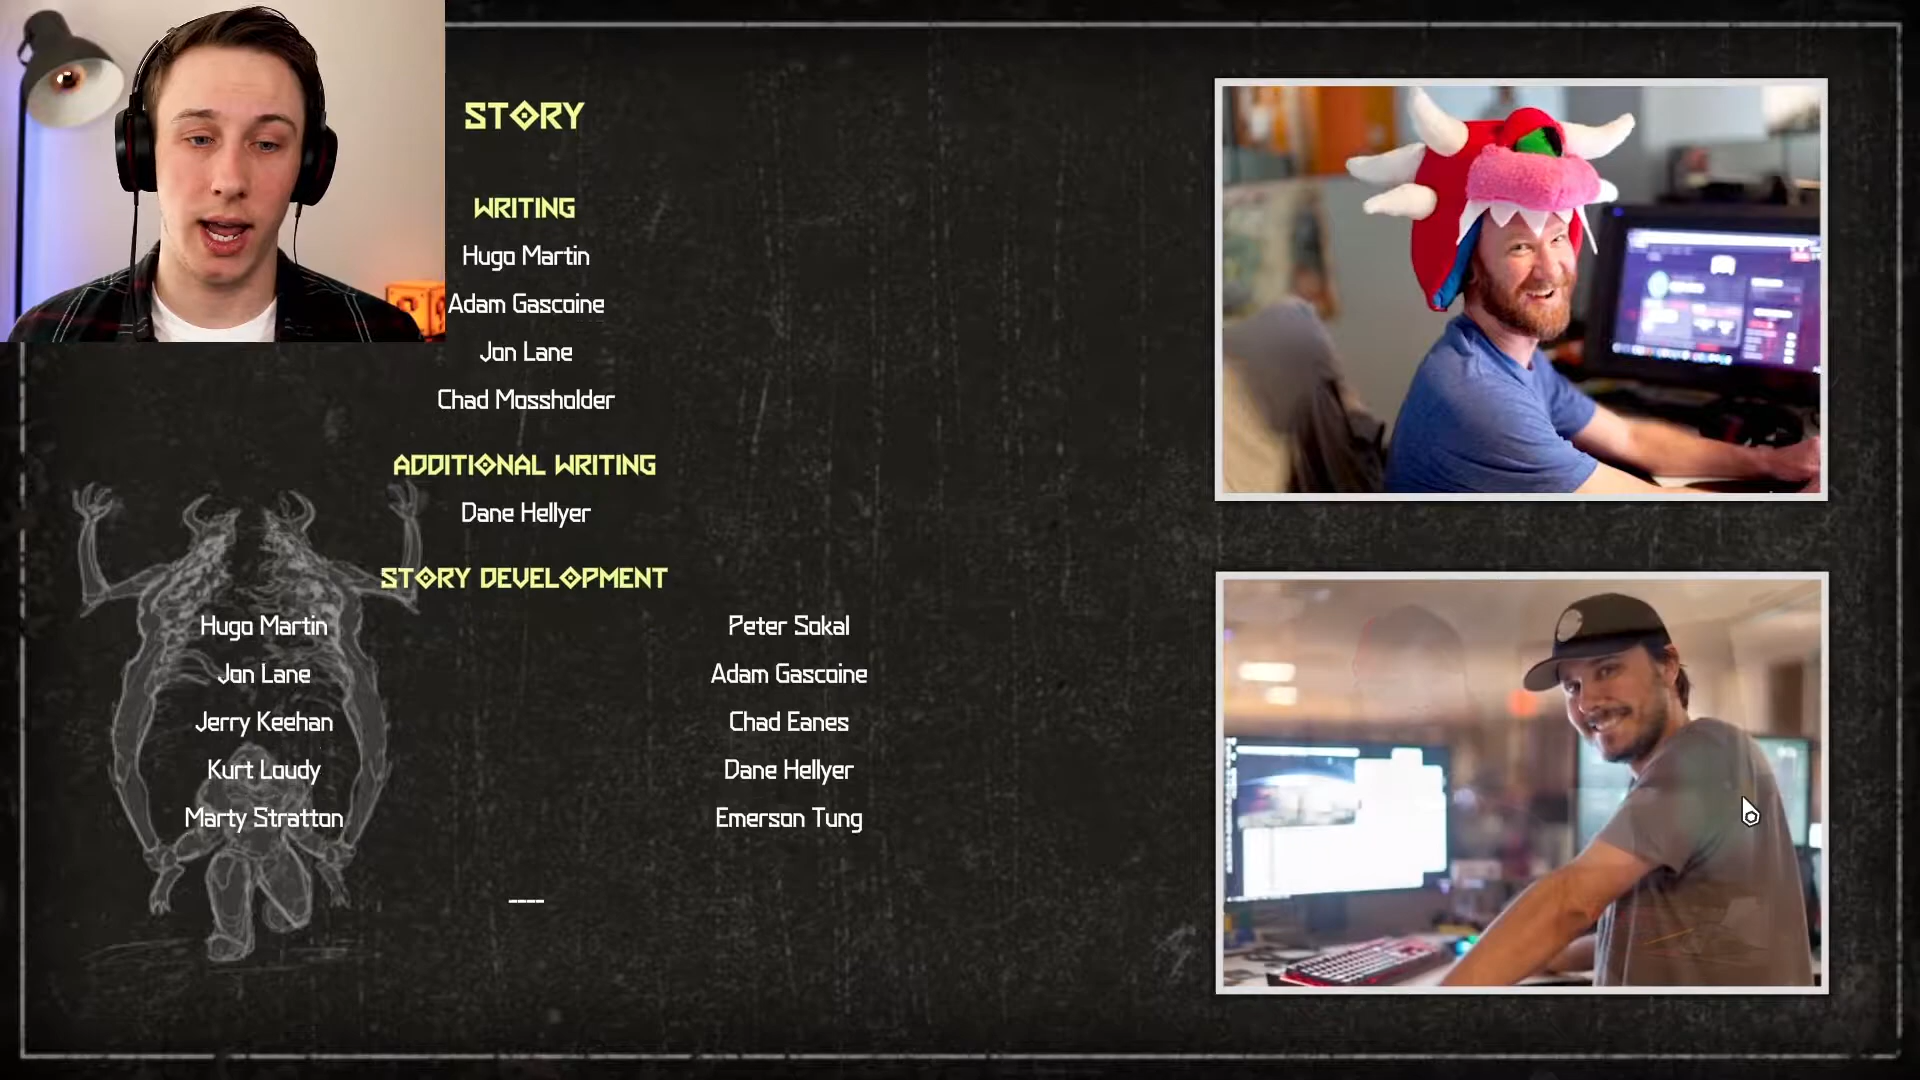 STORY
WRITING
Hugo Martin
Adam Gascoine
Jon Lane
Chad Mossholder
ADDITIONAL WRITING
Dane Hellyer
STORY DEVELOPMENT
Hugo Martin
Peter Sokal
Jon Lane
Adam Gascoine
Jerry Keehan
Chad Eanes
Kurt Loudy
Dane Hellyer
Marty Stratton
Emerson Tung
----